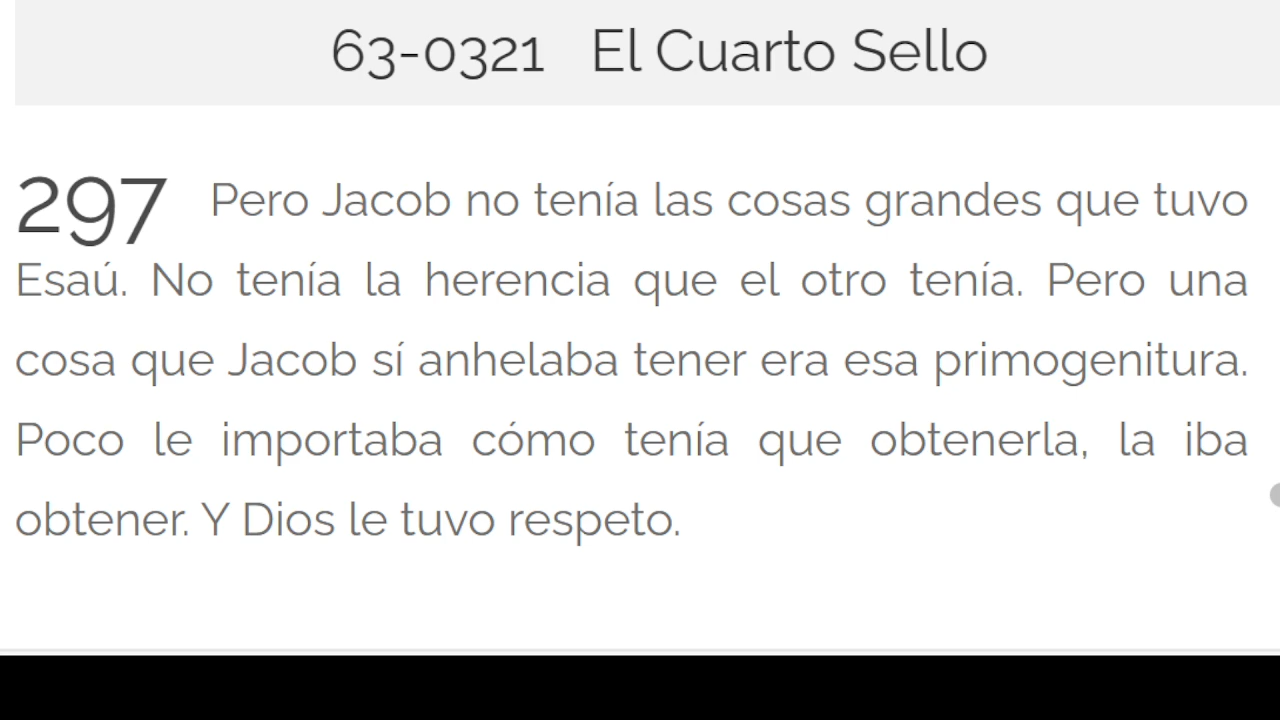 63-0321 El Cuarto Sello
297 Pero Jacob no tenía las cosas grandes que tuvo
Esaú. No tenía la herencia que el otro tenía. Pero una
cosa que Jacob sí anhelaba tener era esa primogenitura.
Poco le importaba cómo tenía que obtenerla, la iba
obtener. Y Dios le tuvo respeto.